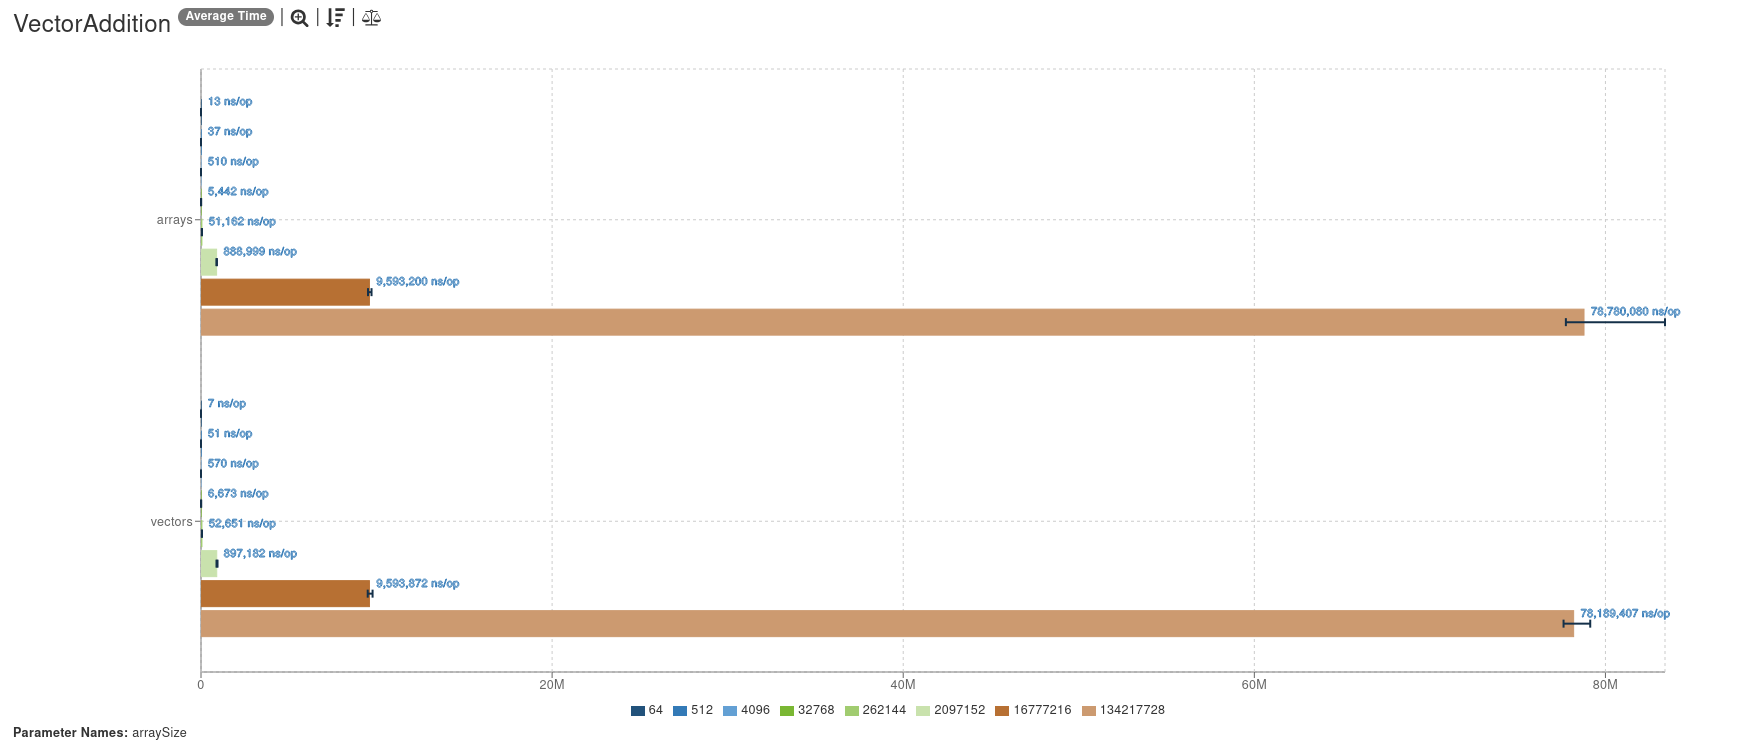 VectorAddition Average Time
13 ns/op
37 ns/op
510 ns/op
5,442 ns/op
arrays
51,162 ns/op
888,999 ns/op
9,593,200 ns/op
78,780,080 ns/op
7 ns/op
51 ns/op
570 ns/op
6,673 ns/op
vectors
52,651 ns/op
897,182 ns/op
9,593,872 ns/op
78,189,407 ns/op
0 20M 40M 60M 80M
64 512 4096 32768 262144 2097152 16777216 134217728
Parameter Names: arraySize